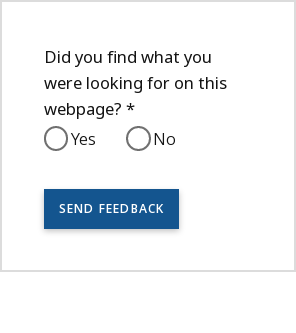 Did you find what you
were looking for on this
webpage? *
Yes No
SEND FEEDBACK